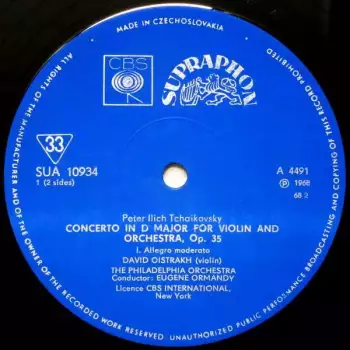 MADE IN CZECHOSLOVAKIA
ALL RIGHTS OF THE MANUFACTURER AND OF THE OWNER OF THE RECORDED WORK RESERVED. UNAUTHORIZED PUBLIC PERFORMANCE BROADCASTING AND COPYING OF THIS RECORD PROHIBITED
CBS
SUPRAPHON
33
SUA 10934
1 (2 sides)
A 4491
℗ 1968
68 2
Peter Ilich Tchaikovsky
CONCERTO IN D MAJOR FOR VIOLIN AND
ORCHESTRA, Op. 35
I. Allegro moderato
DAVID OISTRAKH (violin)
THE PHILADELPHIA ORCHESTRA
Conductor: EUGENE ORMANDY
Licence CBS INTERNATIONAL,
New York